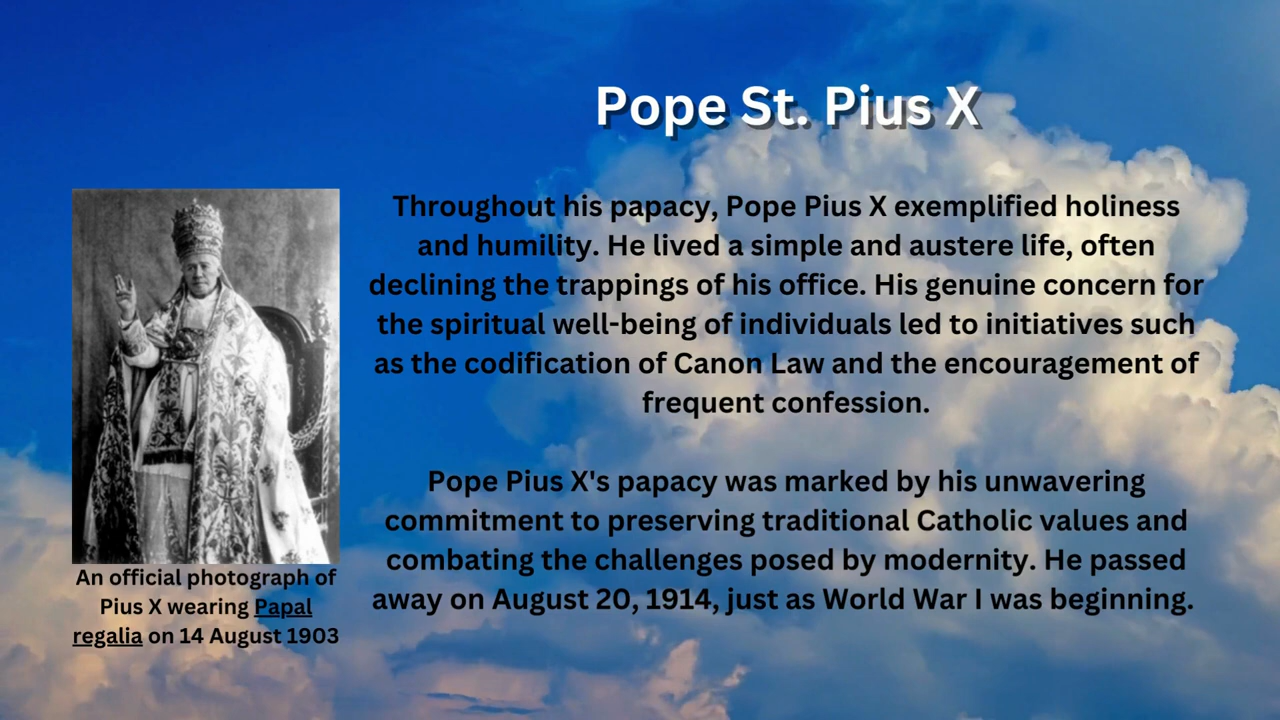 Pope St. Pius X
Throughout his papacy, Pope Pius X exemplified holiness
and humility. He lived a simple and austere life, often
declining the trappings of his office. His genuine concern for
the spiritual well-being of individuals led to initiatives such
as the codification of Canon Law and the encouragement of
frequent confession.
Pope Pius X's papacy was marked by his unwavering
commitment to preserving traditional Catholic values and
combating the challenges posed by modernity. He passed
away on August 20, 1914, just as World War I was beginning.
An official photograph of
Pius X wearing Papal
regalia on 14 August 1903